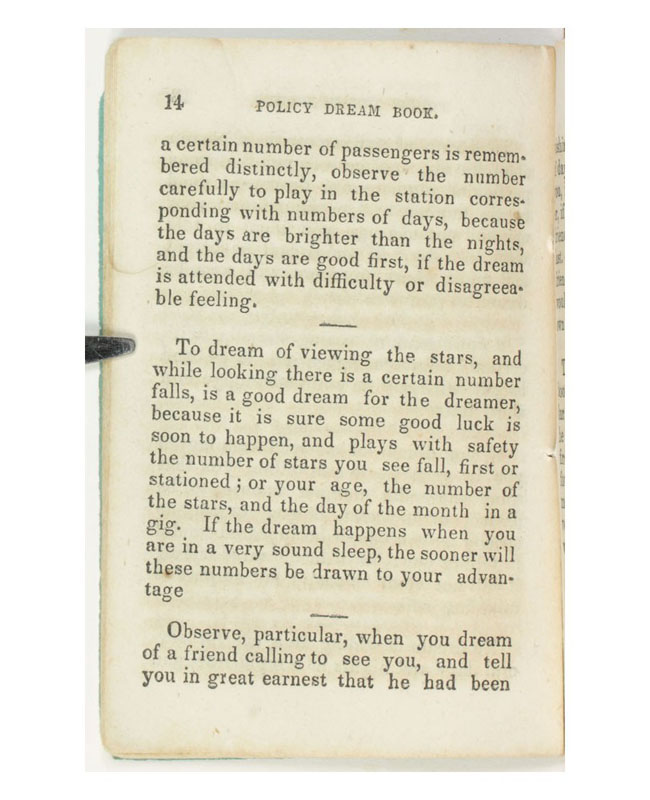 14 POLICY DREAM BOOK.
a certain number of passengers is remem-
bered distinctly, observe the number
carefully to play in the station corres-
ponding with numbers of days, because
the days are brighter than the nights,
and the days are good first, if the dream
is attended with difficulty or disagreea-
ble feeling.
To dream of viewing the stars, and
while looking there is a certain number
falls, is a good dream for the dreamer,
because it is sure some good luck is
soon to happen, and plays with safety
the number of stars you see fall, first or
stationed; or your age, the number of
the stars, and the day of the month in a
gig. If the dream happens when you
are in a very sound sleep, the sooner will
these numbers be drawn to your advan-
tage
Observe, particular, when you dream
of a friend calling to see you, and tell
you in great earnest that he had been